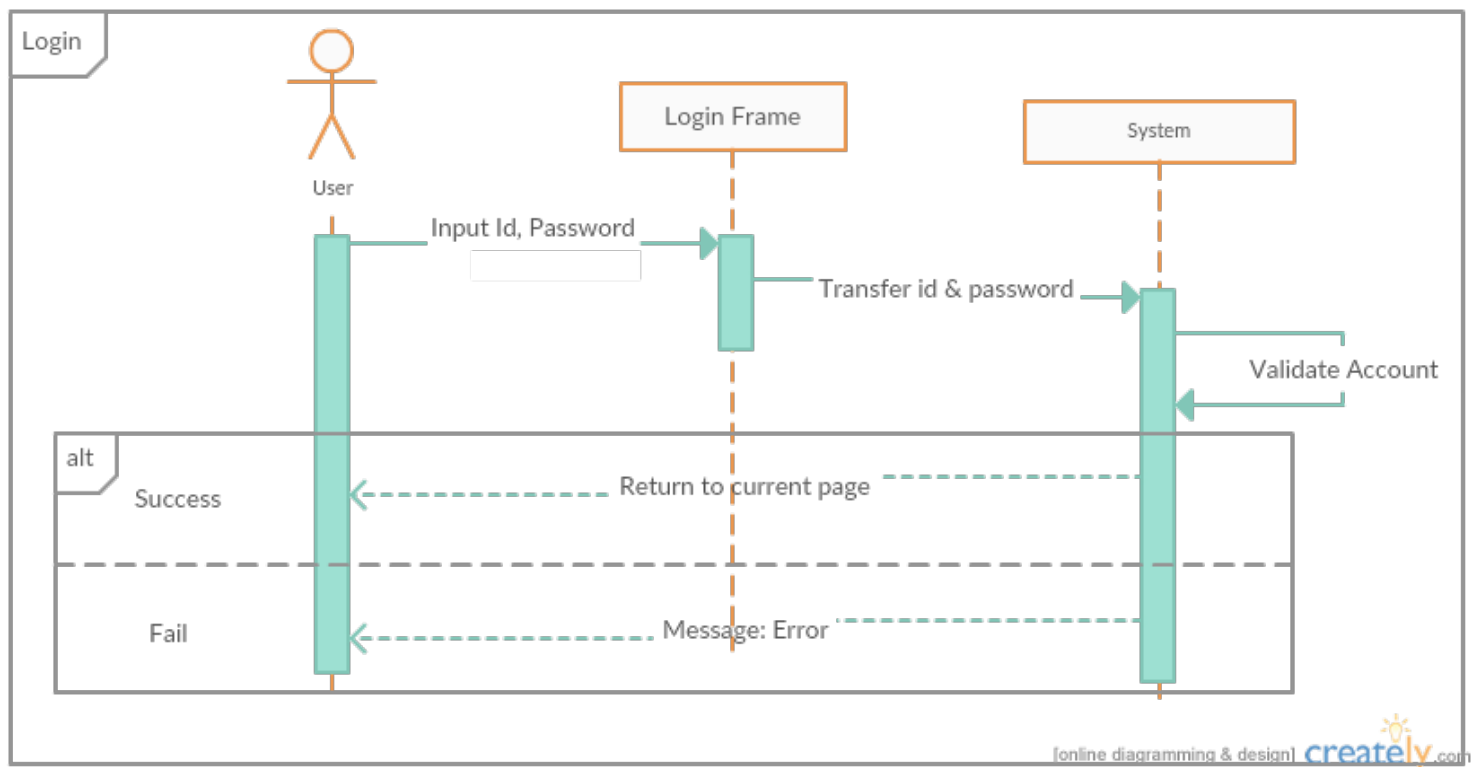 Login
User
Login Frame
System
Input Id, Password
Transfer id & password
Validate Account
alt
Success
Return to current page
Fail
Message: Error
[online diagramming & design] creately.com